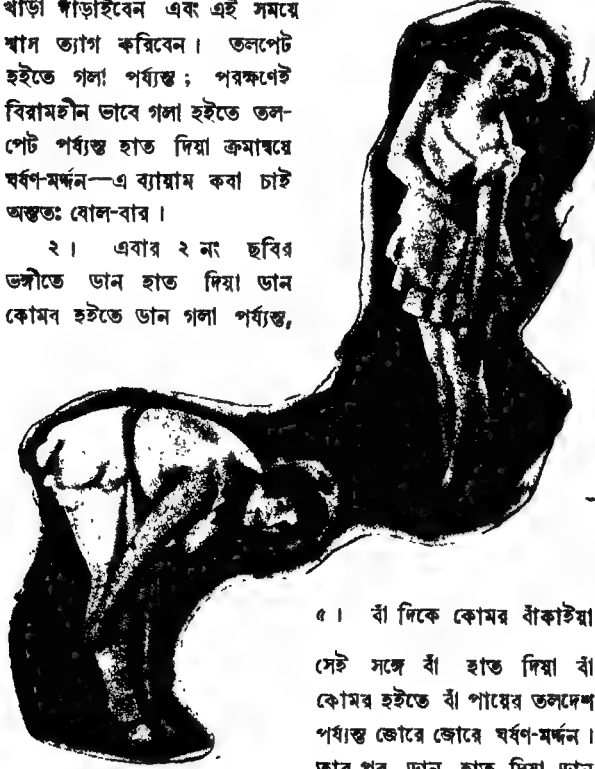 খাড়া দাঁড়াইবেন এবং এই সময়ে
শ্বাস ত্যাগ করিবেন। তলপেট
হইতে গলা পর্য্যন্ত; পরক্ষণেই
বিরামহীন ভাবে গলা হইতে তল-
পেট পর্য্যন্ত হাত দিয়া ক্রমান্বয়ে
ঘর্ষণ-মর্দ্দন—এ ব্যায়াম করা চাই
অন্ততঃ ষোল-বার।
২। এবার ২ নং ছবির
ভঙ্গীতে ডান হাত দিয়া ডান
কোমর হইতে ডান গলা পর্য্যন্ত,
৫। বাঁ দিকে কোমর বাঁকাইয়া
সেই সঙ্গে বাঁ হাত দিয়া বাঁ
কোমর হইতে বাঁ পায়ের তলদেশ
পর্য্যন্ত জোরে জোরে ঘর্ষণ-মর্দ্দন।
তার পর ডান হাত দিয়া ডান